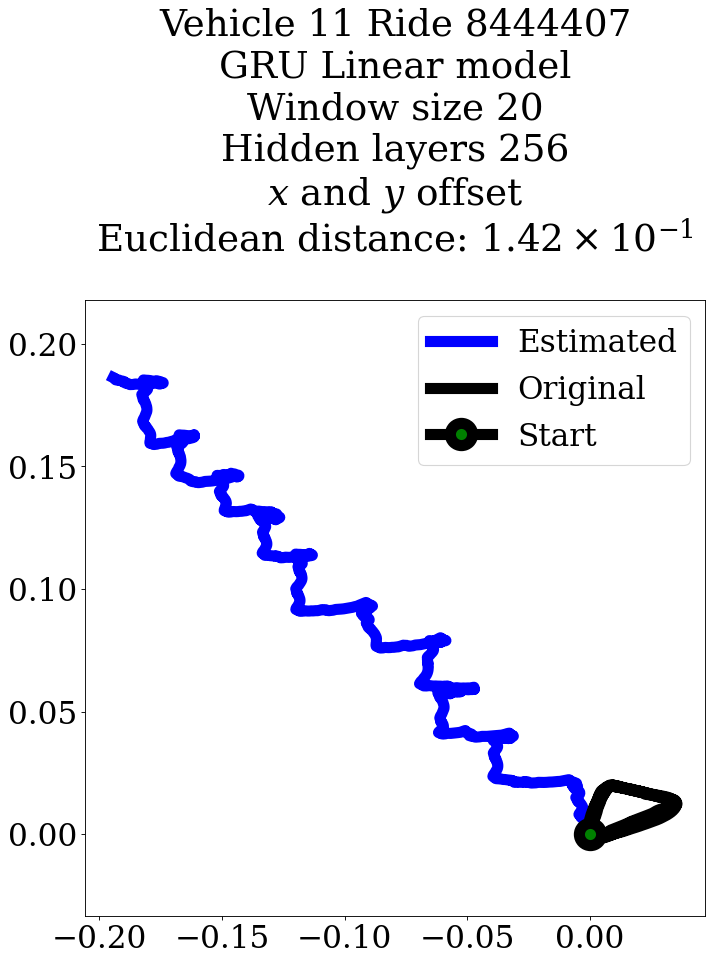 Vehicle 11 Ride 8444407
GRU Linear model
Window size 20
Hidden layers 256
x and y offset
Euclidean distance: 1.42 × 10⁻¹
Estimated
Original
Start
0.20
0.15
0.10
0.05
0.00
−0.20 −0.15 −0.10 −0.05 0.00